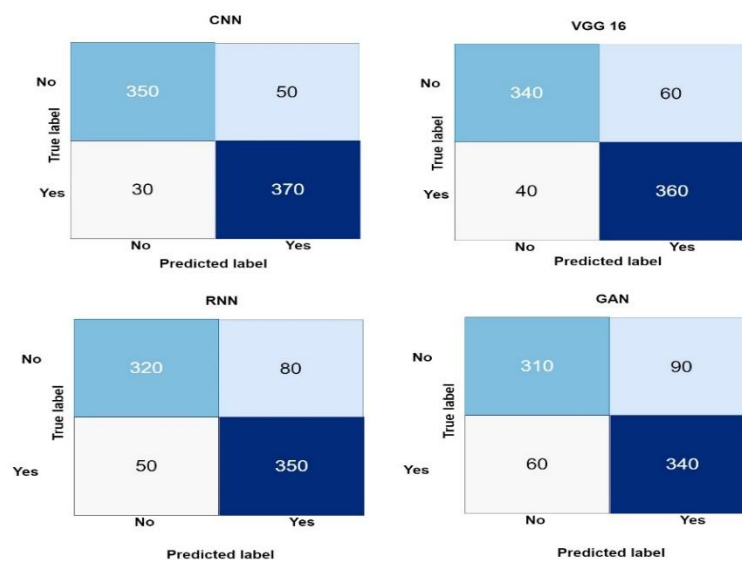 CNN
No
350 50
True label
Yes
30 370
No Yes
Predicted label
VGG 16
No
340 60
True label
Yes
40 360
No Yes
Predicted label
RNN
No
320 80
True label
Yes
50 350
No Yes
Predicted label
GAN
No
310 90
True label
Yes
60 340
No Yes
Predicted label